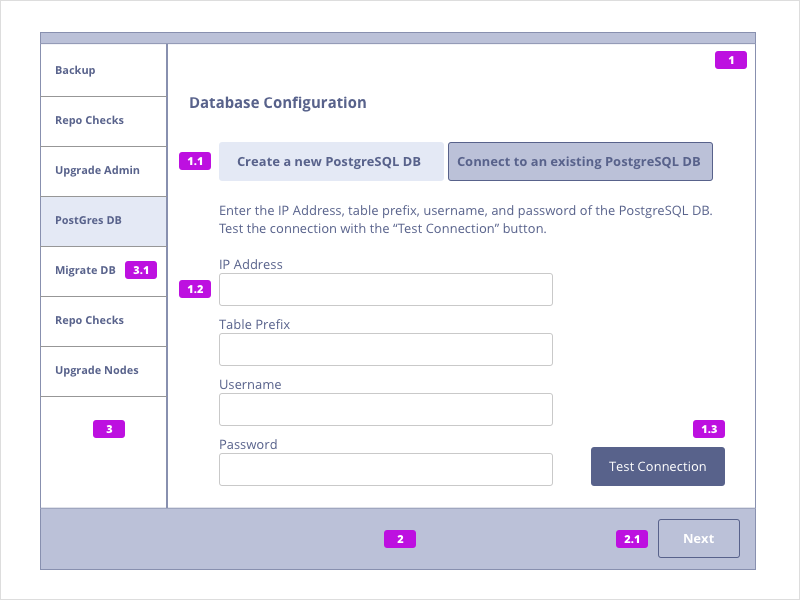 Backup
Repo Checks
Upgrade Admin
PostGres DB
Migrate DB 3.1
Repo Checks
Upgrade Nodes
3
1
Database Configuration
1.1 Create a new PostgreSQL DB Connect to an existing PostgreSQL DB
Enter the IP Address, table prefix, username, and password of the PostgreSQL DB.
Test the connection with the “Test Connection” button.
IP Address
1.2
Table Prefix
Username
Password
1.3
Test Connection
2
2.1 Next